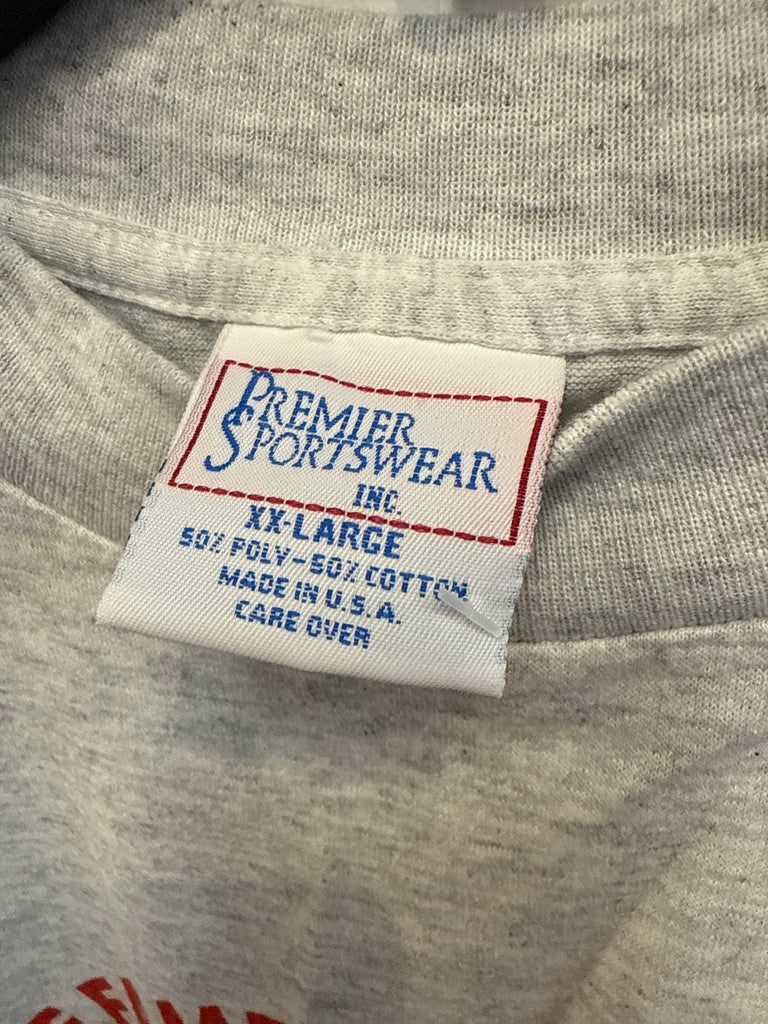 PREMIER
SPORTSWEAR
INC.
XX-LARGE
50% POLY-50% COTTON
MADE IN U.S.A.
CARE OVER